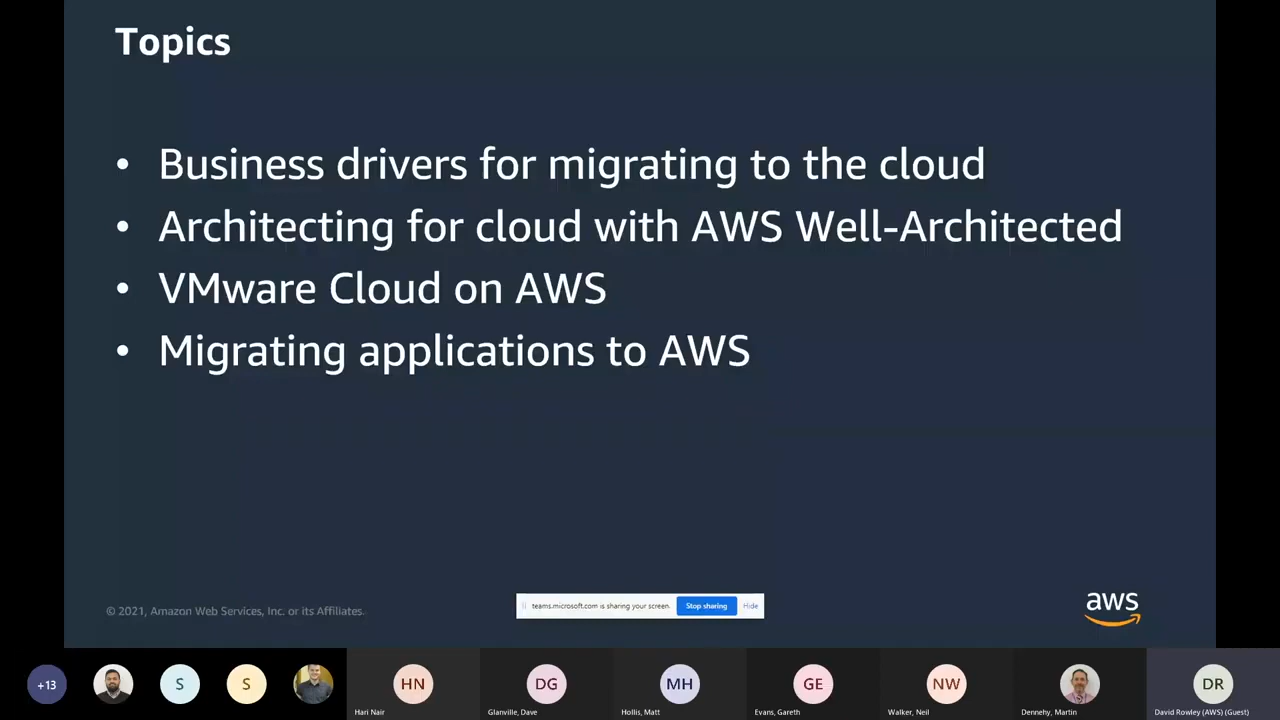 Topics
• Business drivers for migrating to the cloud
• Architecting for cloud with AWS Well-Architected
• VMware Cloud on AWS
• Migrating applications to AWS
© 2021, Amazon Web Services, Inc. or its Affiliates.
teams.microsoft.com is sharing your screen. Stop sharing Hide
aws
+13 S S HN DG MH GE NW DR
Hari Nair Glanville, Dave Hollis, Matt Evans, Gareth Walker, Neil Dennehy, Martin David Rowley (AWS) (Guest)